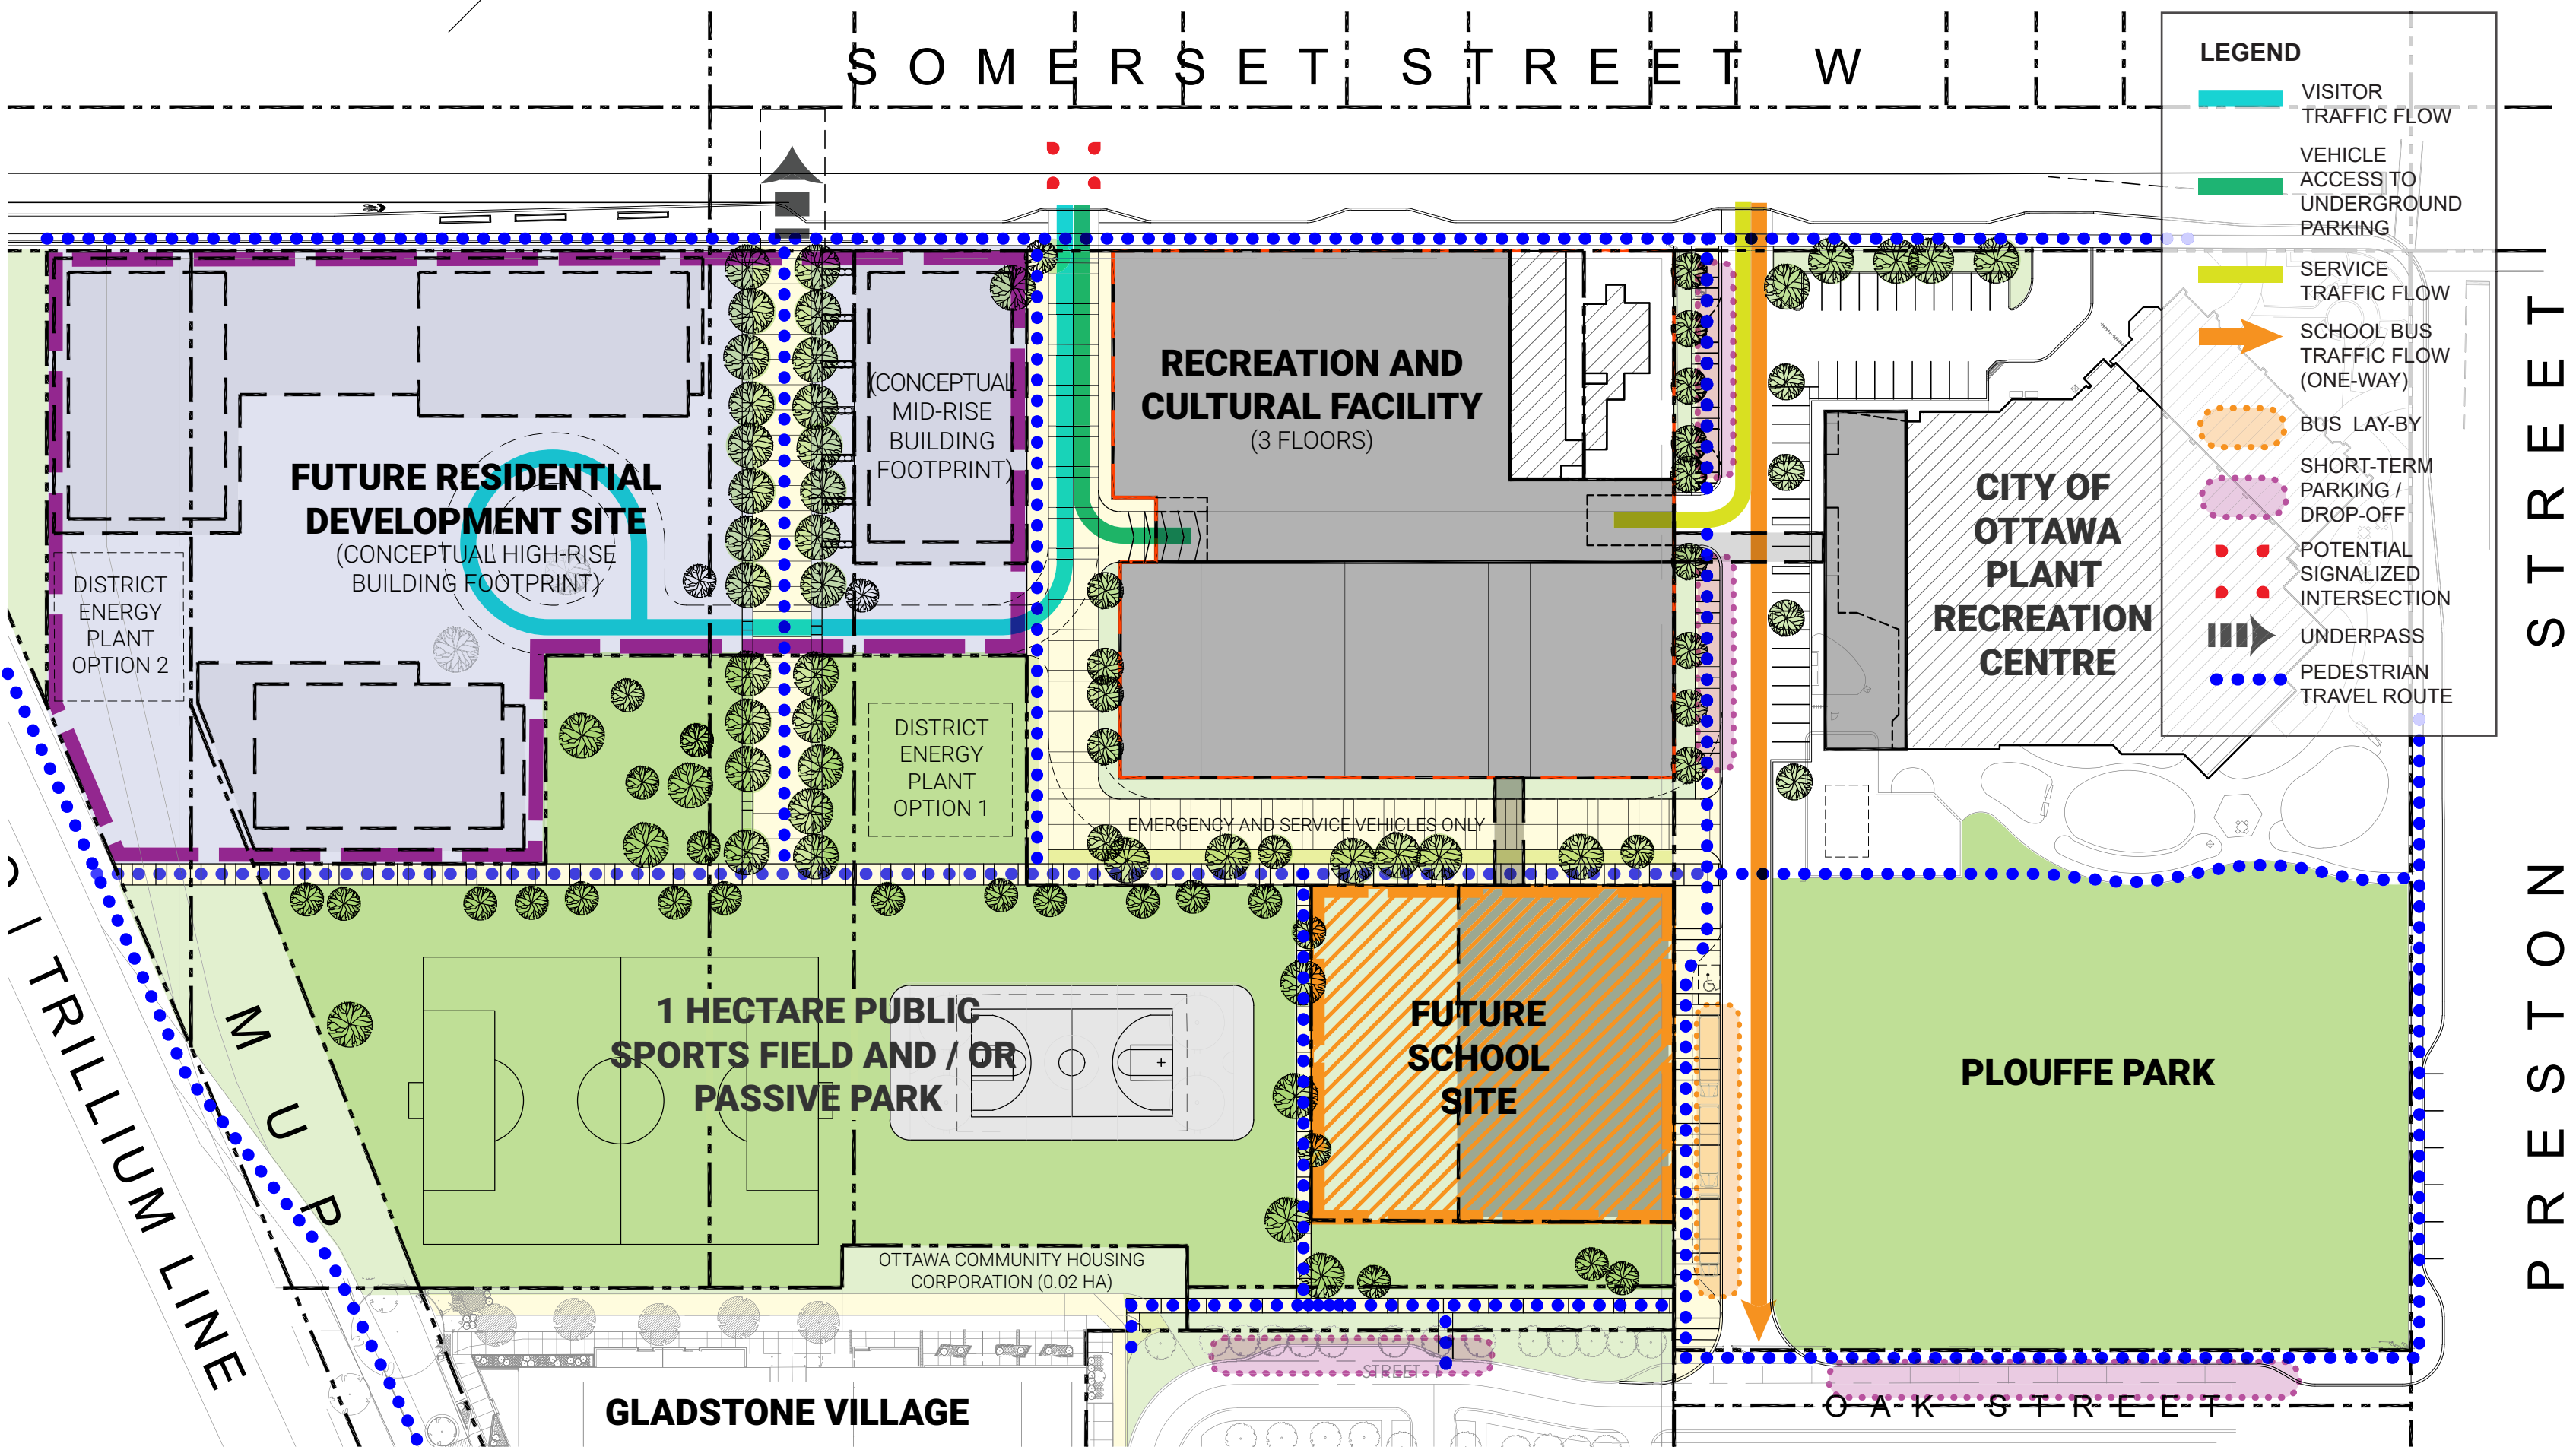 SOMERSET STREET W
LEGEND
VISITOR
TRAFFIC FLOW
VEHICLE
ACCESS TO
UNDERGROUND
PARKING
SERVICE
TRAFFIC FLOW
SCHOOL BUS
TRAFFIC FLOW
(ONE-WAY)
BUS LAY-BY
SHORT-TERM
PARKING /
DROP-OFF
POTENTIAL
SIGNALIZED
INTERSECTION
UNDERPASS
PEDESTRIAN
TRAVEL ROUTE
FUTURE RESIDENTIAL
DEVELOPMENT SITE
(CONCEPTUAL HIGH-RISE
BUILDING FOOTPRINT)
DISTRICT
ENERGY
PLANT
OPTION 2
(CONCEPTUAL
MID-RISE
BUILDING
FOOTPRINT)
RECREATION AND
CULTURAL FACILITY
(3 FLOORS)
CITY OF
OTTAWA
PLANT
RECREATION
CENTRE
DISTRICT
ENERGY
PLANT
OPTION 1
EMERGENCY AND SERVICE VEHICLES ONLY
1 HECTARE PUBLIC
SPORTS FIELD AND / OR
PASSIVE PARK
FUTURE
SCHOOL
SITE
PLOUFFE PARK
MUP
TRILLIUM LINE
OTTAWA COMMUNITY HOUSING
CORPORATION (0.02 HA)
GLADSTONE VILLAGE
STREET 1
OAK STREET
PRESTON STREET